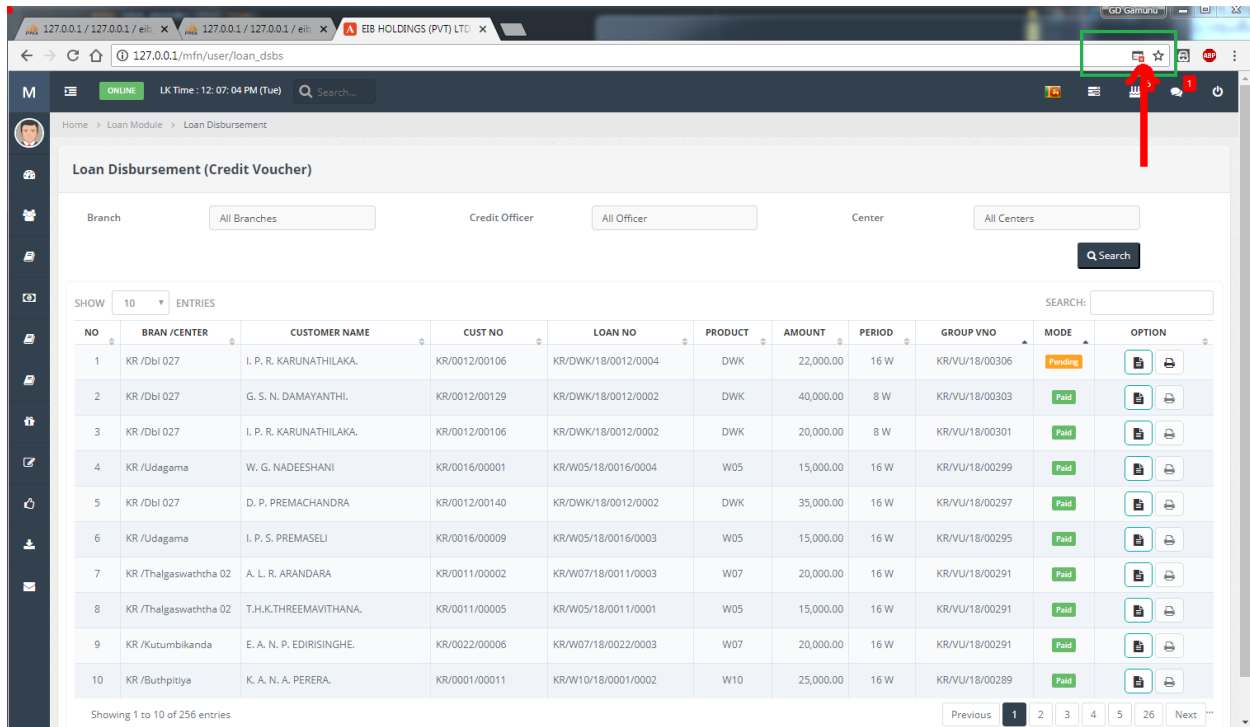 GD Gamunu
127.0.0.1 / 127.0.0.1 / eib
127.0.0.1 / 127.0.0.1 / eib
EIB HOLDINGS (PVT) LTD
127.0.0.1/mfn/user/loan_dsbs
ABP
M
ONLINE
LK Time : 12: 07: 04 PM (Tue)
Search...
1
Home > Loan Module > Loan Disbursement
Loan Disbursement (Credit Voucher)
Branch All Branches Credit Officer All Officer Center All Centers
Search
SHOW 10 ENTRIES SEARCH:
NO BRAN /CENTER CUSTOMER NAME CUST NO LOAN NO PRODUCT AMOUNT PERIOD GROUP VNO MODE OPTION
1 KR /Dbl 027 I. P. R. KARUNATHILAKA. KR/0012/00106 KR/DWK/18/0012/0004 DWK 22,000.00 16 W KR/VU/18/00306 Pending
2 KR /Dbl 027 G. S. N. DAMAYANTHI. KR/0012/00129 KR/DWK/18/0012/0002 DWK 40,000.00 8 W KR/VU/18/00303 Paid
3 KR /Dbl 027 I. P. R. KARUNATHILAKA. KR/0012/00106 KR/DWK/18/0012/0002 DWK 20,000.00 8 W KR/VU/18/00301 Paid
4 KR /Udagama W. G. NADEESHANI KR/0016/00001 KR/W05/18/0016/0004 W05 15,000.00 16 W KR/VU/18/00299 Paid
5 KR /Dbl 027 D. P. PREMACHANDRA KR/0012/00140 KR/DWK/18/0012/0002 DWK 35,000.00 16 W KR/VU/18/00297 Paid
6 KR /Udagama I. P. S. PREMASELI KR/0016/00009 KR/W05/18/0016/0003 W05 15,000.00 16 W KR/VU/18/00295 Paid
7 KR /Thalgaswaththa 02 A. L. R. ARANDARA KR/0011/00002 KR/W07/18/0011/0003 W07 20,000.00 16 W KR/VU/18/00291 Paid
8 KR /Thalgaswaththa 02 T.H.K.THREEMAVITHANA. KR/0011/00005 KR/W05/18/0011/0001 W05 15,000.00 16 W KR/VU/18/00291 Paid
9 KR /Kutumbikanda E. A. N. P. EDIRISINGHE. KR/0022/00006 KR/W07/18/0022/0003 W07 20,000.00 16 W KR/VU/18/00291 Paid
10 KR /Buthpitiya K. A. N. A. PERERA. KR/0001/00011 KR/W10/18/0001/0002 W10 25,000.00 16 W KR/VU/18/00289 Paid
Showing 1 to 10 of 256 entries Previous 1 2 3 4 5 26 Next ...